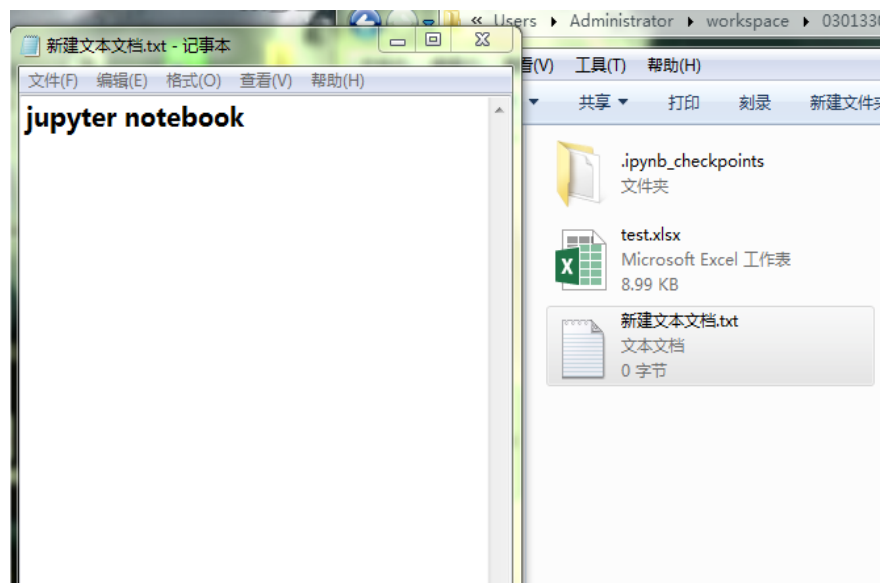 新建文本文档.txt - 记事本
文件(F) 编辑(E) 格式(O) 查看(V) 帮助(H)
jupyter notebook
« Users ▸ Administrator ▸ workspace ▸ 030133
(V) 工具(T) 帮助(H)
共享 打印 刻录 新建文件
.ipynb_checkpoints
文件夹
test.xlsx
Microsoft Excel 工作表
8.99 KB
新建文本文档.txt
文本文档
0 字节